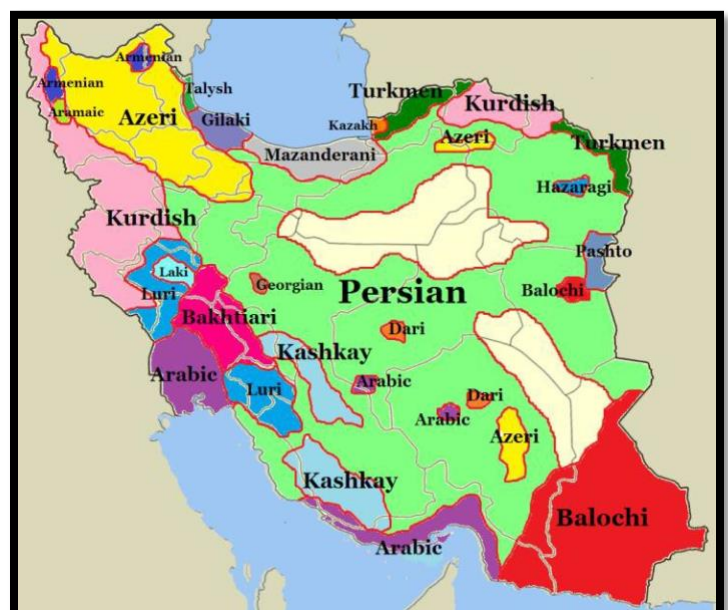 Armenian
Armenian
Talysh
Turkmen
Kurdish
Aramaic
Azeri
Gilaki
Kazakh
Azeri
Turkmen
Mazanderani
Hazaragi
Kurdish
Pashto
Laki
Georgian
Persian
Balochi
Luri
Bakhtiari
Dari
Kashkay
Arabic
Luri
Arabic
Dari
Arabic
Azeri
Kashkay
Balochi
Arabic